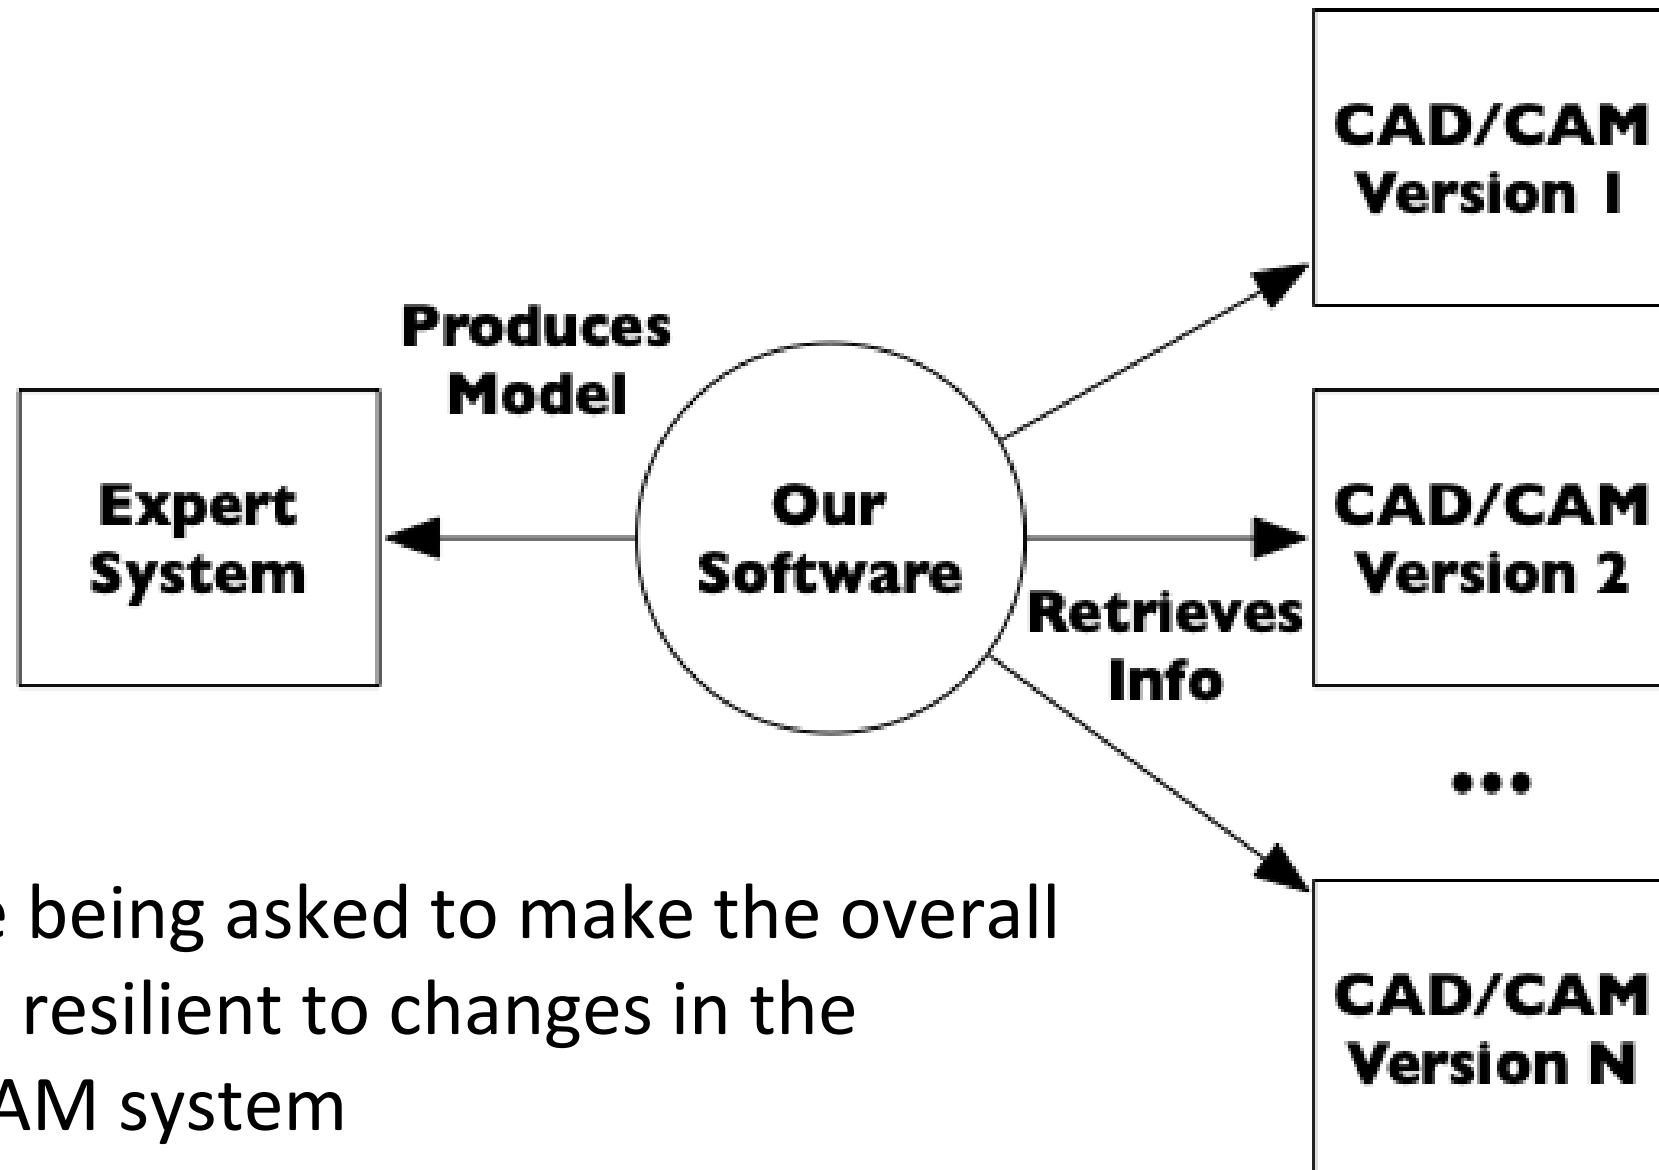 CAD/CAM
Version 1
Produces
Model
Expert
System
Our
Software
CAD/CAM
Version 2
Retrieves
Info
...
being asked to make the overall
resilient to changes in the
AM system
CAD/CAM
Version N